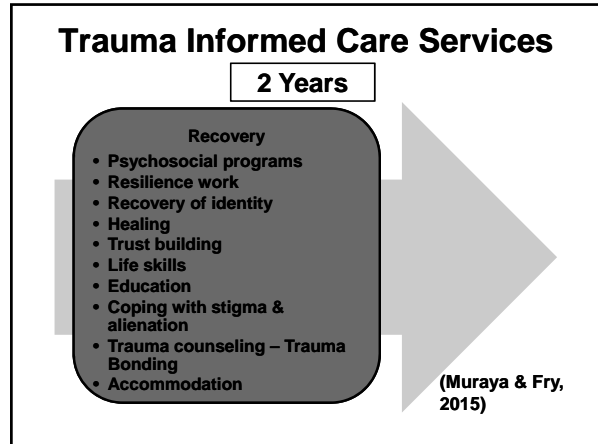 Trauma Informed Care Services
2 Years
Recovery
• Psychosocial programs
• Resilience work
• Recovery of identity
• Healing
• Trust building
• Life skills
• Education
• Coping with stigma &
alienation
• Trauma counseling – Trauma
Bonding
• Accommodation
(Muraya & Fry,
2015)